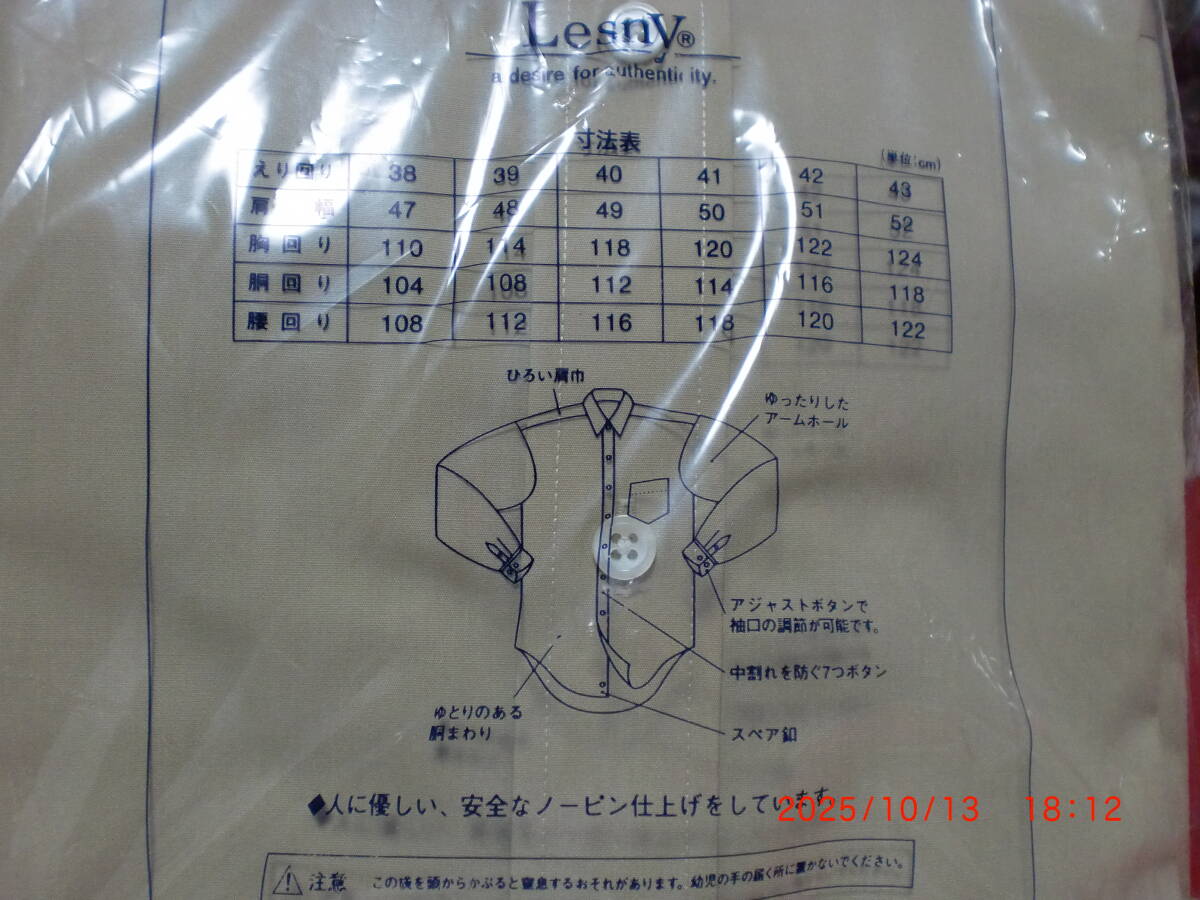 Lesny®
a desire for authenticity.
寸法表
(単位:cm)
えり回り 38 39 40 41 42 43
肩 幅 47 48 49 50 51 52
胸回り 110 114 118 120 122 124
胴回り 104 108 112 114 116 118
腰回り 108 112 116 118 120 122
ひろい肩巾
ゆったりした
アームホール
アジャストボタンで
袖口の調節が可能です。
中割れを防ぐ7つボタン
ゆとりのある
胴まわり
スペア釦
◆人に優しい、安全なノーピン仕上げをしています
2025/10/13 18:12
注意 この袋を頭からかぶると窒息するおそれがあります。幼児の手の届く所に置かないでください。